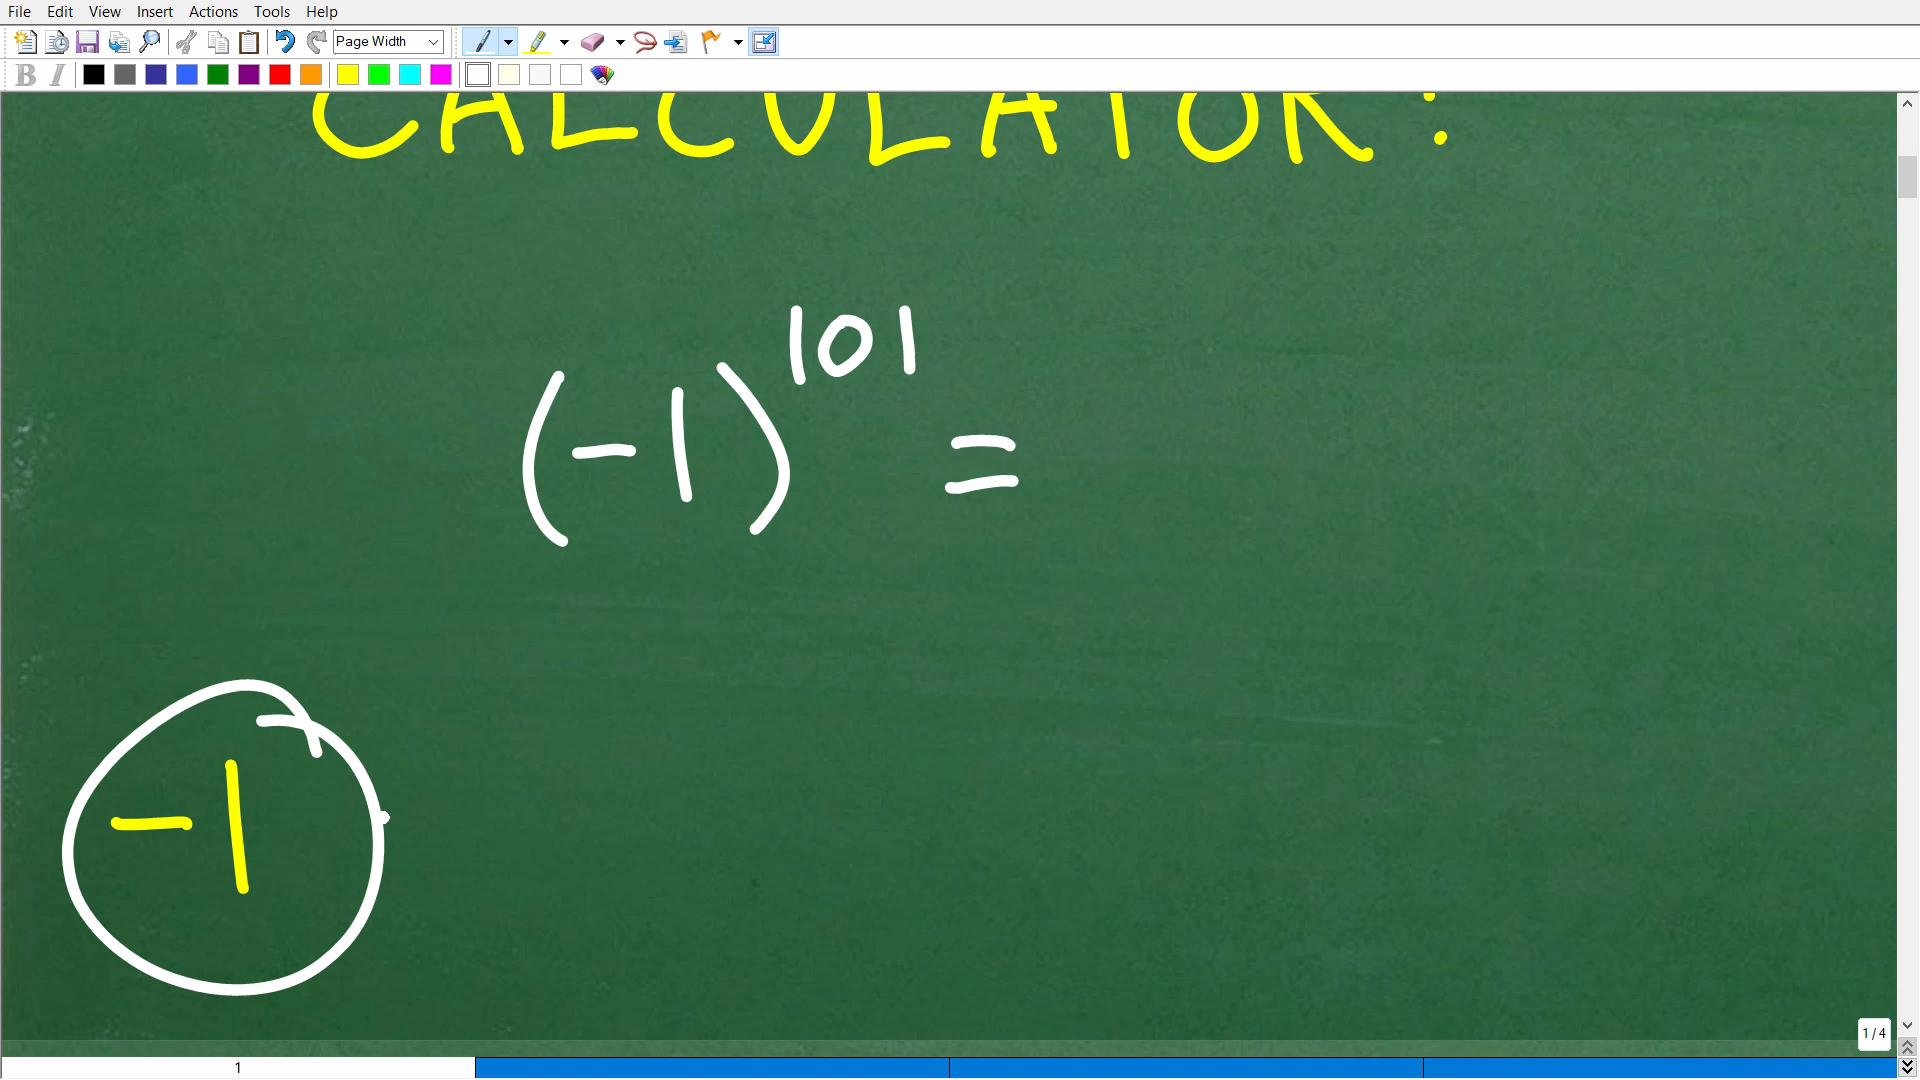 File Edit View Insert Actions Tools Help
Page Width
B I
CALCULATOR!
(-1)¹⁰¹ =
-1
1 / 4
1